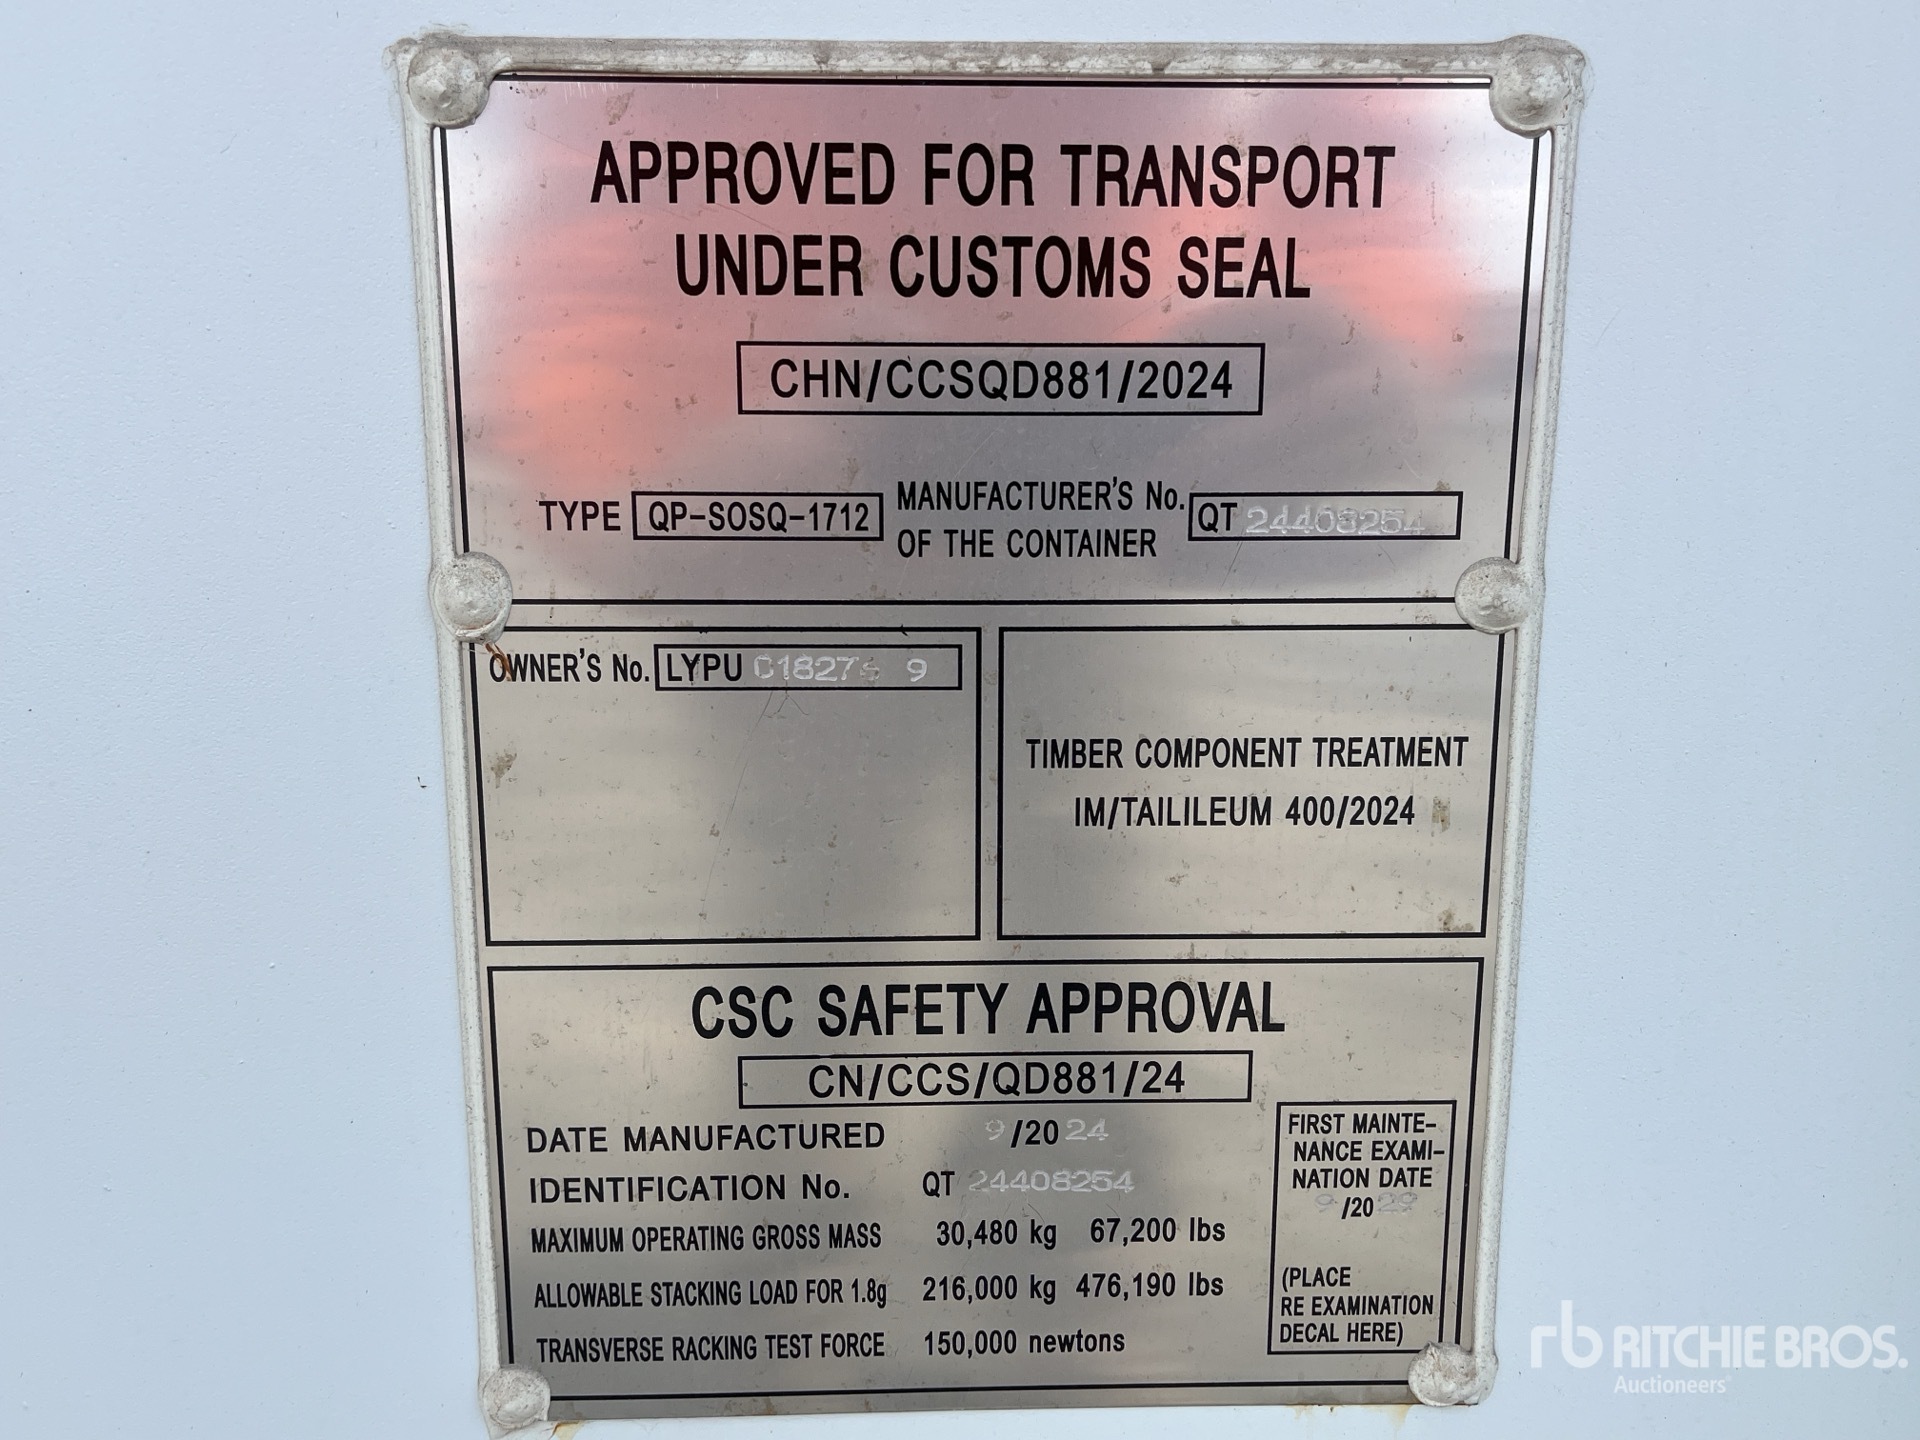 APPROVED FOR TRANSPORT
UNDER CUSTOMS SEAL
CHN/CCSQD881/2024
TYPE QP-SOSQ-1712 MANUFACTURER'S No. OF THE CONTAINER QT 24408254
OWNER'S No. LYPU 9
TIMBER COMPONENT TREATMENT
IM/TAILILEUM 400/2024
CSC SAFETY APPROVAL
CN/CCS/QD881/24
DATE MANUFACTURED 9/2024
IDENTIFICATION No. QT 24408254
MAXIMUM OPERATING GROSS MASS 30,480 kg 67,200 lbs
ALLOWABLE STACKING LOAD FOR 1.8g 216,000 kg 476,190 lbs
TRANSVERSE RACKING TEST FORCE 150,000 newtons
FIRST MAINTE-
NANCE EXAMI-
NATION DATE
9/2029
(PLACE
RE EXAMINATION
DECAL HERE)
rb RITCHIE BROS.
Auctioneers